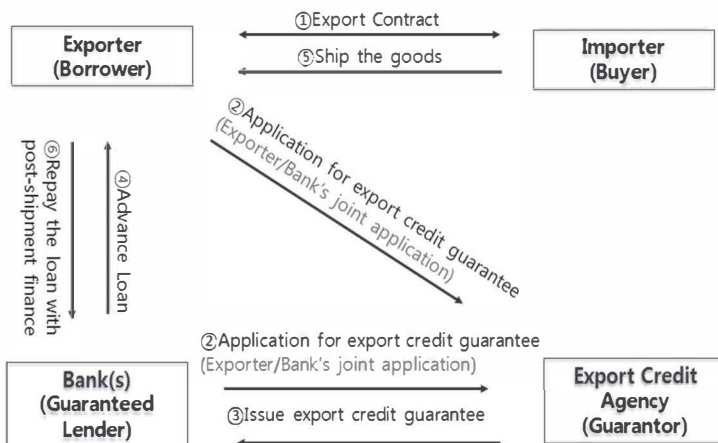 ①Export Contract
Exporter
(Borrower)
Importer
(Buyer)
⑤Ship the goods
②Application for export credit guarantee
(Exporter/Bank's joint application)
⑥Repay the loan with
post-shipment finance
④Advance Loan
②Application for export credit guarantee
(Exporter/Bank's joint application)
Bank(s)
(Guaranteed
Lender)
③Issue export credit guarantee
Export Credit
Agency
(Guarantor)